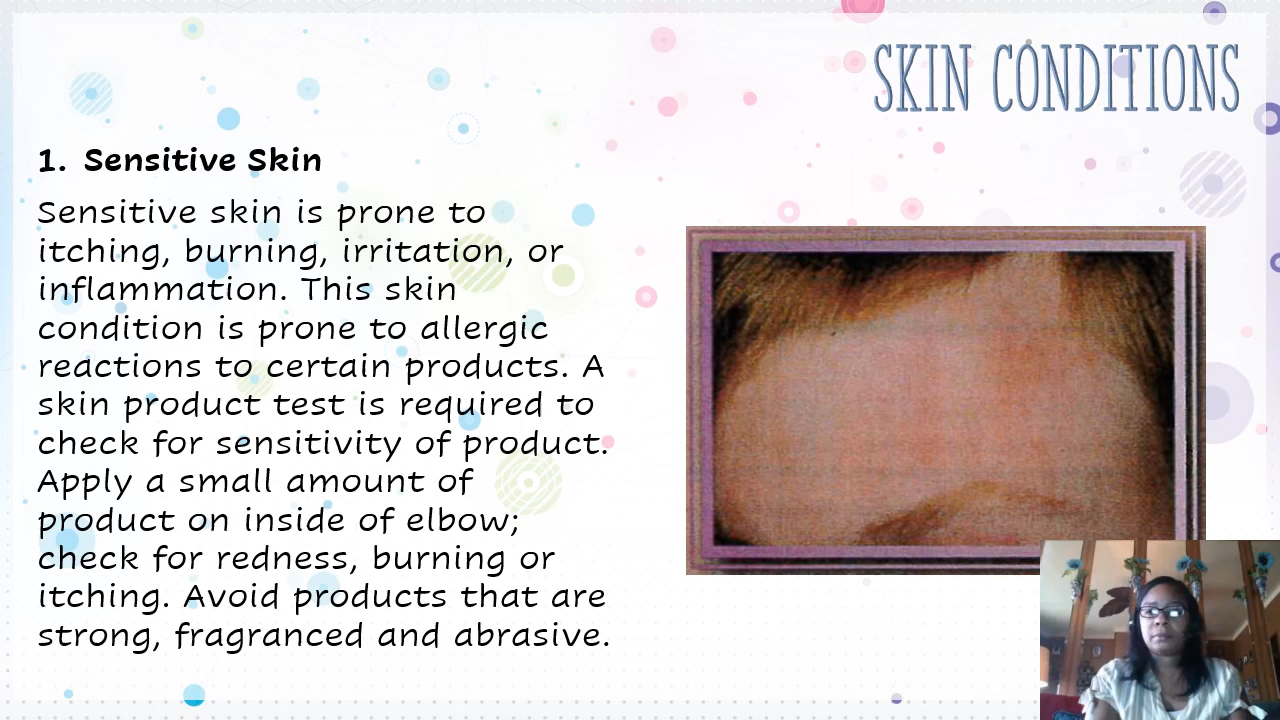 SKIN CONDITIONS
1. Sensitive Skin
Sensitive skin is prone to
itching, burning, irritation, or
inflammation. This skin
condition is prone to allergic
reactions to certain products. A
skin product test is required to
check for sensitivity of product.
Apply a small amount of
product on inside of elbow;
check for redness, burning or
itching. Avoid products that are
strong, fragranced and abrasive.